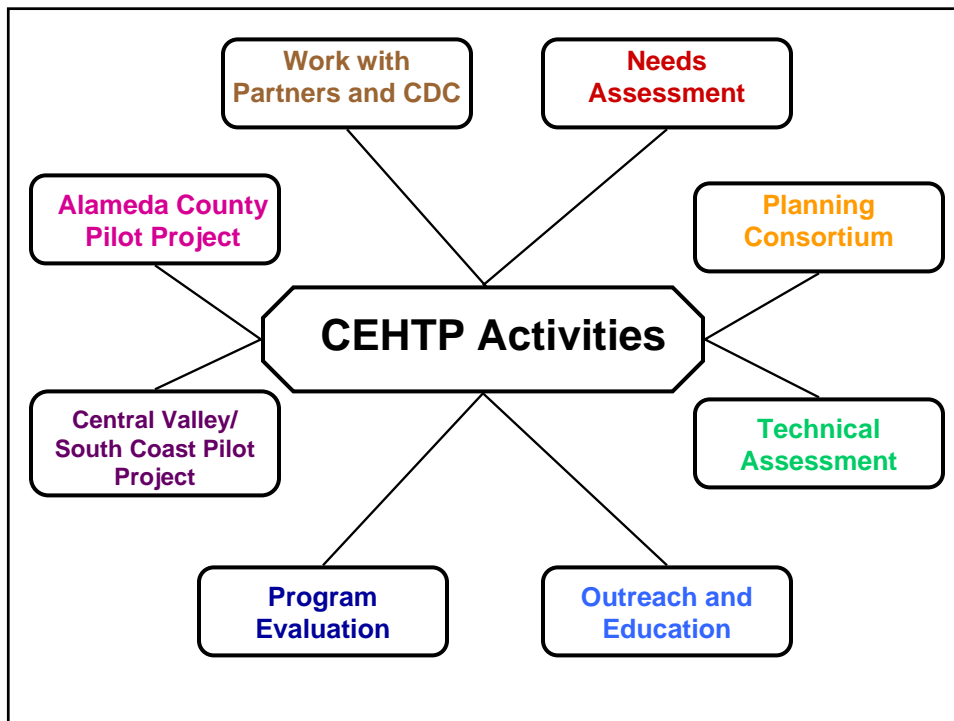 Work with
Partners and CDC
Needs
Assessment
Alameda County
Pilot Project
Planning
Consortium
CEHTP Activities
Central Valley/
South Coast Pilot
Project
Technical
Assessment
Program
Evaluation
Outreach and
Education